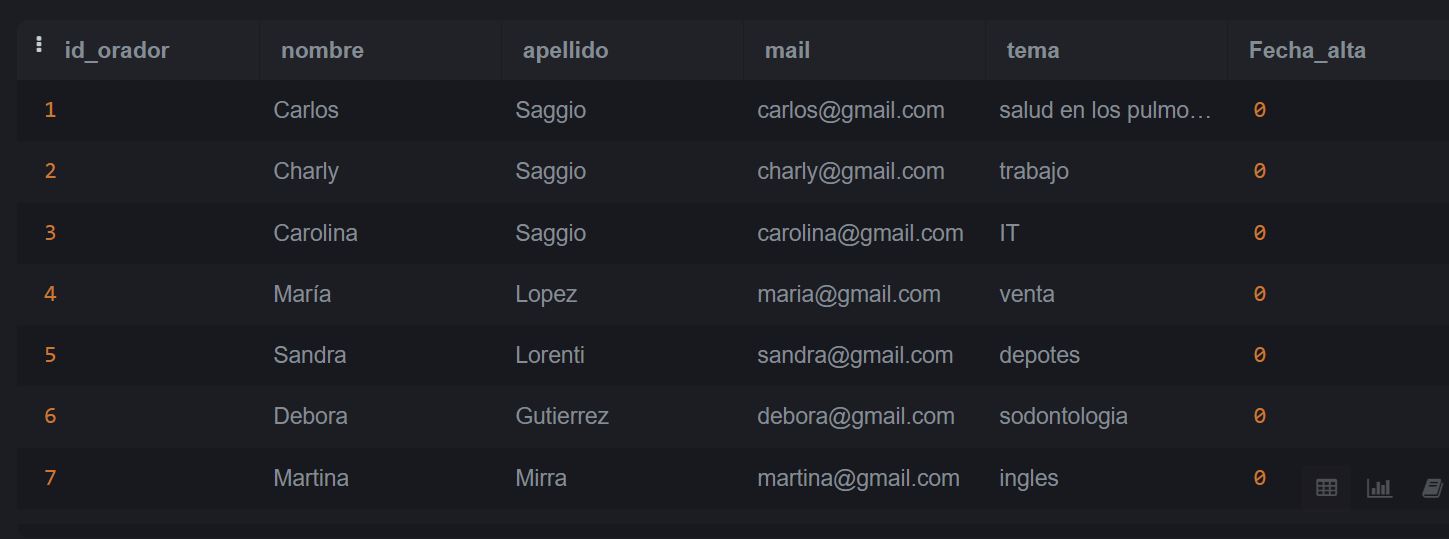 id_orador nombre apellido mail tema Fecha_alta
1 Carlos Saggio carlos@gmail.com salud en los pulmo... 0
2 Charly Saggio charly@gmail.com trabajo 0
3 Carolina Saggio carolina@gmail.com IT 0
4 María Lopez maria@gmail.com venta 0
5 Sandra Lorenti sandra@gmail.com depotes 0
6 Debora Gutierrez debora@gmail.com sodontologia 0
7 Martina Mirra martina@gmail.com ingles 0